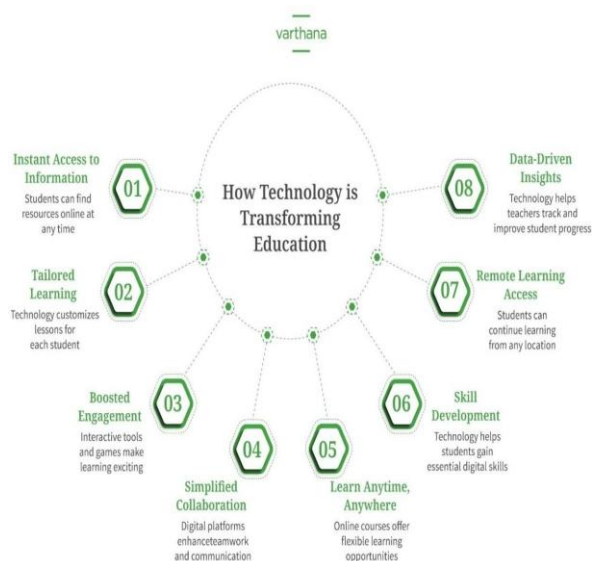 varthana
How Technology is
Transforming
Education
01
Instant Access to
Information
Students can find
resources online at
any time
02
Tailored
Learning
Technology customizes
lessons for
each student
03
Boosted
Engagement
Interactive tools
and games make
learning exciting
04
Simplified
Collaboration
Digital platforms
enhanceteamwork
and communication
05
Learn Anytime,
Anywhere
Online courses offer
flexible learning
opportunities
06
Skill
Development
Technology helps
students gain
essential digital skills
07
Remote Learning
Access
Students can
continue learning
from any location
08
Data-Driven
Insights
Technology helps
teachers track and
improve student progress